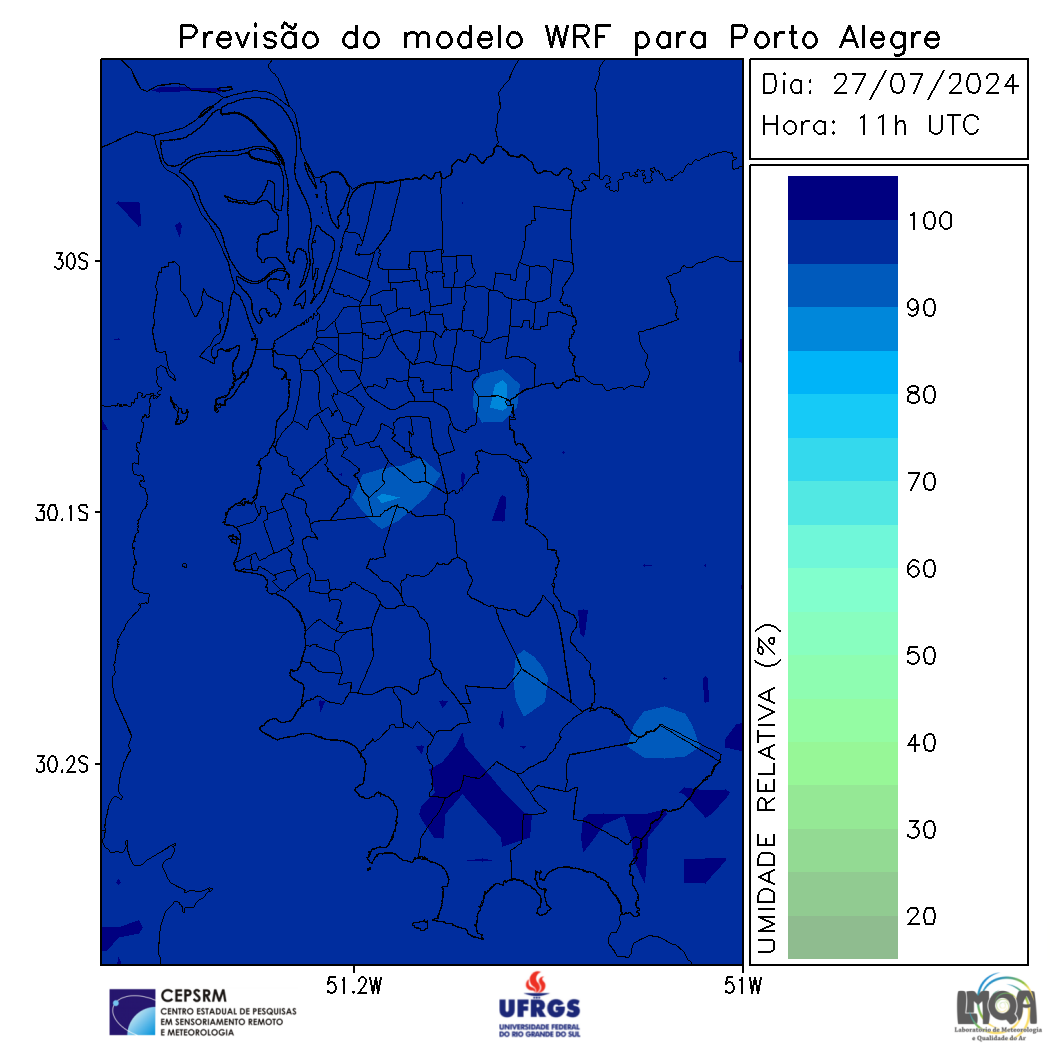 Previsão do modelo WRF para Porto Alegre
Dia: 27/07/2024
Hora: 11h UTC
100
90
80
70
60
50
40
30
20
UMIDADE RELATIVA (%)
30S
30.1S
30.2S
51.2W
51W
CEPSRM
CENTRO ESTADUAL DE PESQUISAS
EM SENSORIAMENTO REMOTO
E METEOROLOGIA
UFRGS
UNIVERSIDADE FEDERAL
DO RIO GRANDE DO SUL
LMQA
Laboratório de Meteorologia
e Qualidade do Ar